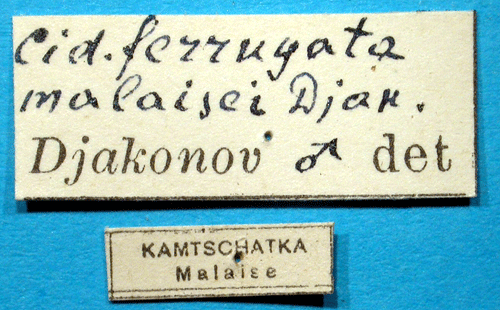 Cid. ferrugata
malaisei Djak.
Djakonov ♂ det
KAMTSCHATKA
Malaise